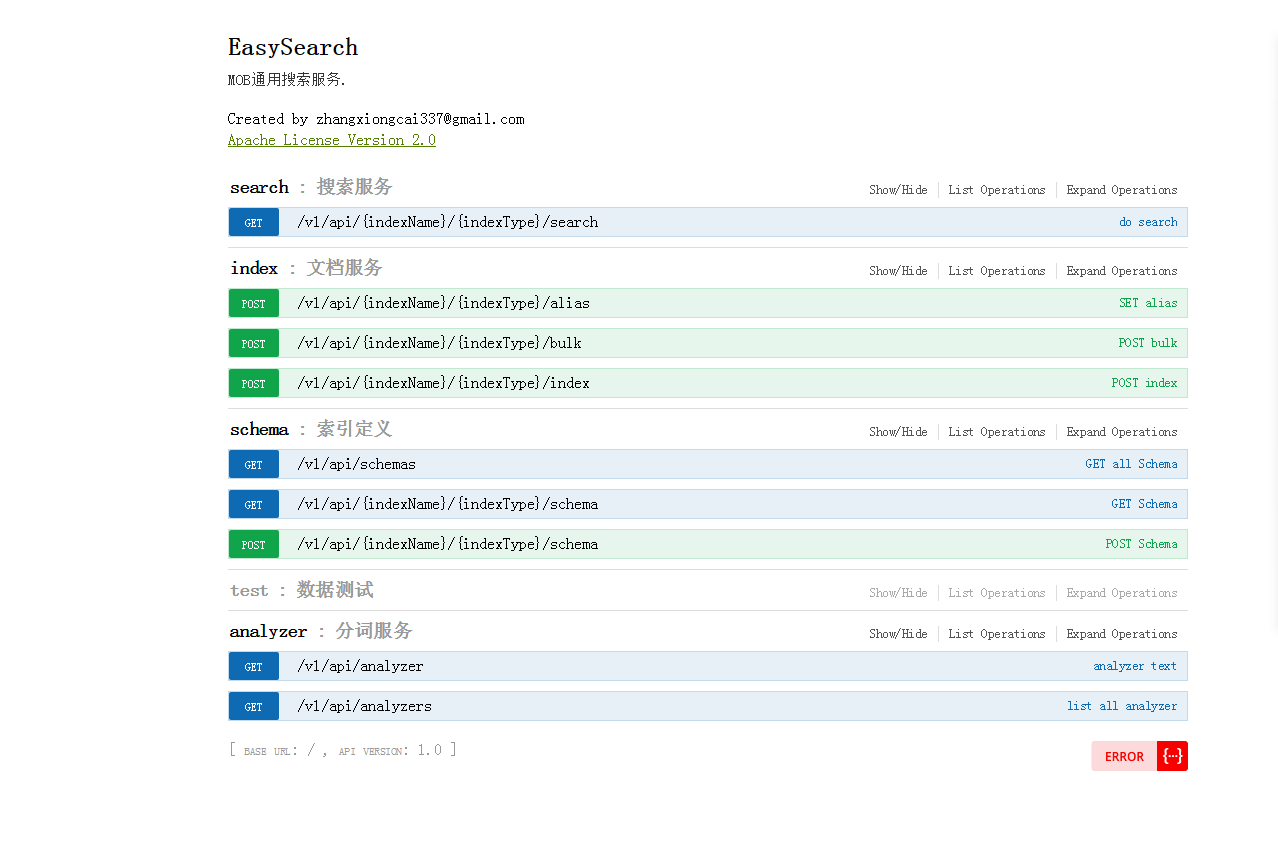 EasySearch
MOB通用搜索服务.
Created by zhangxiongcai337@gmail.com
Apache License Version 2.0
search : 搜索服务 Show/Hide List Operations Expand Operations
GET /v1/api/{indexName}/{indexType}/search do search
index : 文档服务 Show/Hide List Operations Expand Operations
POST /v1/api/{indexName}/{indexType}/alias SET alias
POST /v1/api/{indexName}/{indexType}/bulk POST bulk
POST /v1/api/{indexName}/{indexType}/index POST index
schema : 索引定义 Show/Hide List Operations Expand Operations
GET /v1/api/schemas GET all Schema
GET /v1/api/{indexName}/{indexType}/schema GET Schema
POST /v1/api/{indexName}/{indexType}/schema POST Schema
test : 数据测试 Show/Hide List Operations Expand Operations
analyzer : 分词服务 Show/Hide List Operations Expand Operations
GET /v1/api/analyzer analyzer text
GET /v1/api/analyzers list all analyzer
[ BASE URL: / , API VERSION: 1.0 ] ERROR {···}